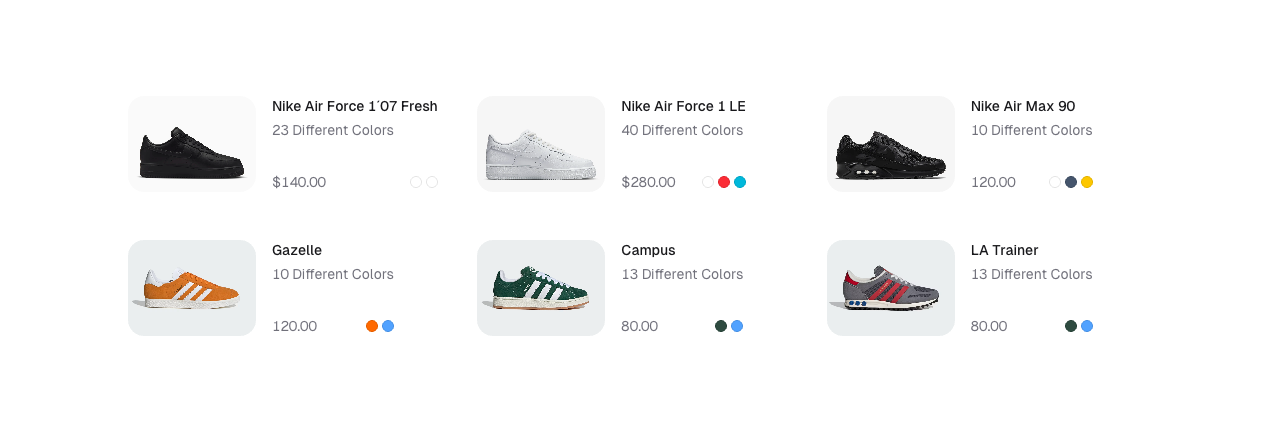 Nike Air Force 1´07 Fresh
23 Different Colors
$140.00
Nike Air Force 1 LE
40 Different Colors
$280.00
Nike Air Max 90
10 Different Colors
120.00
Gazelle
10 Different Colors
120.00
Campus
13 Different Colors
80.00
LA Trainer
13 Different Colors
80.00